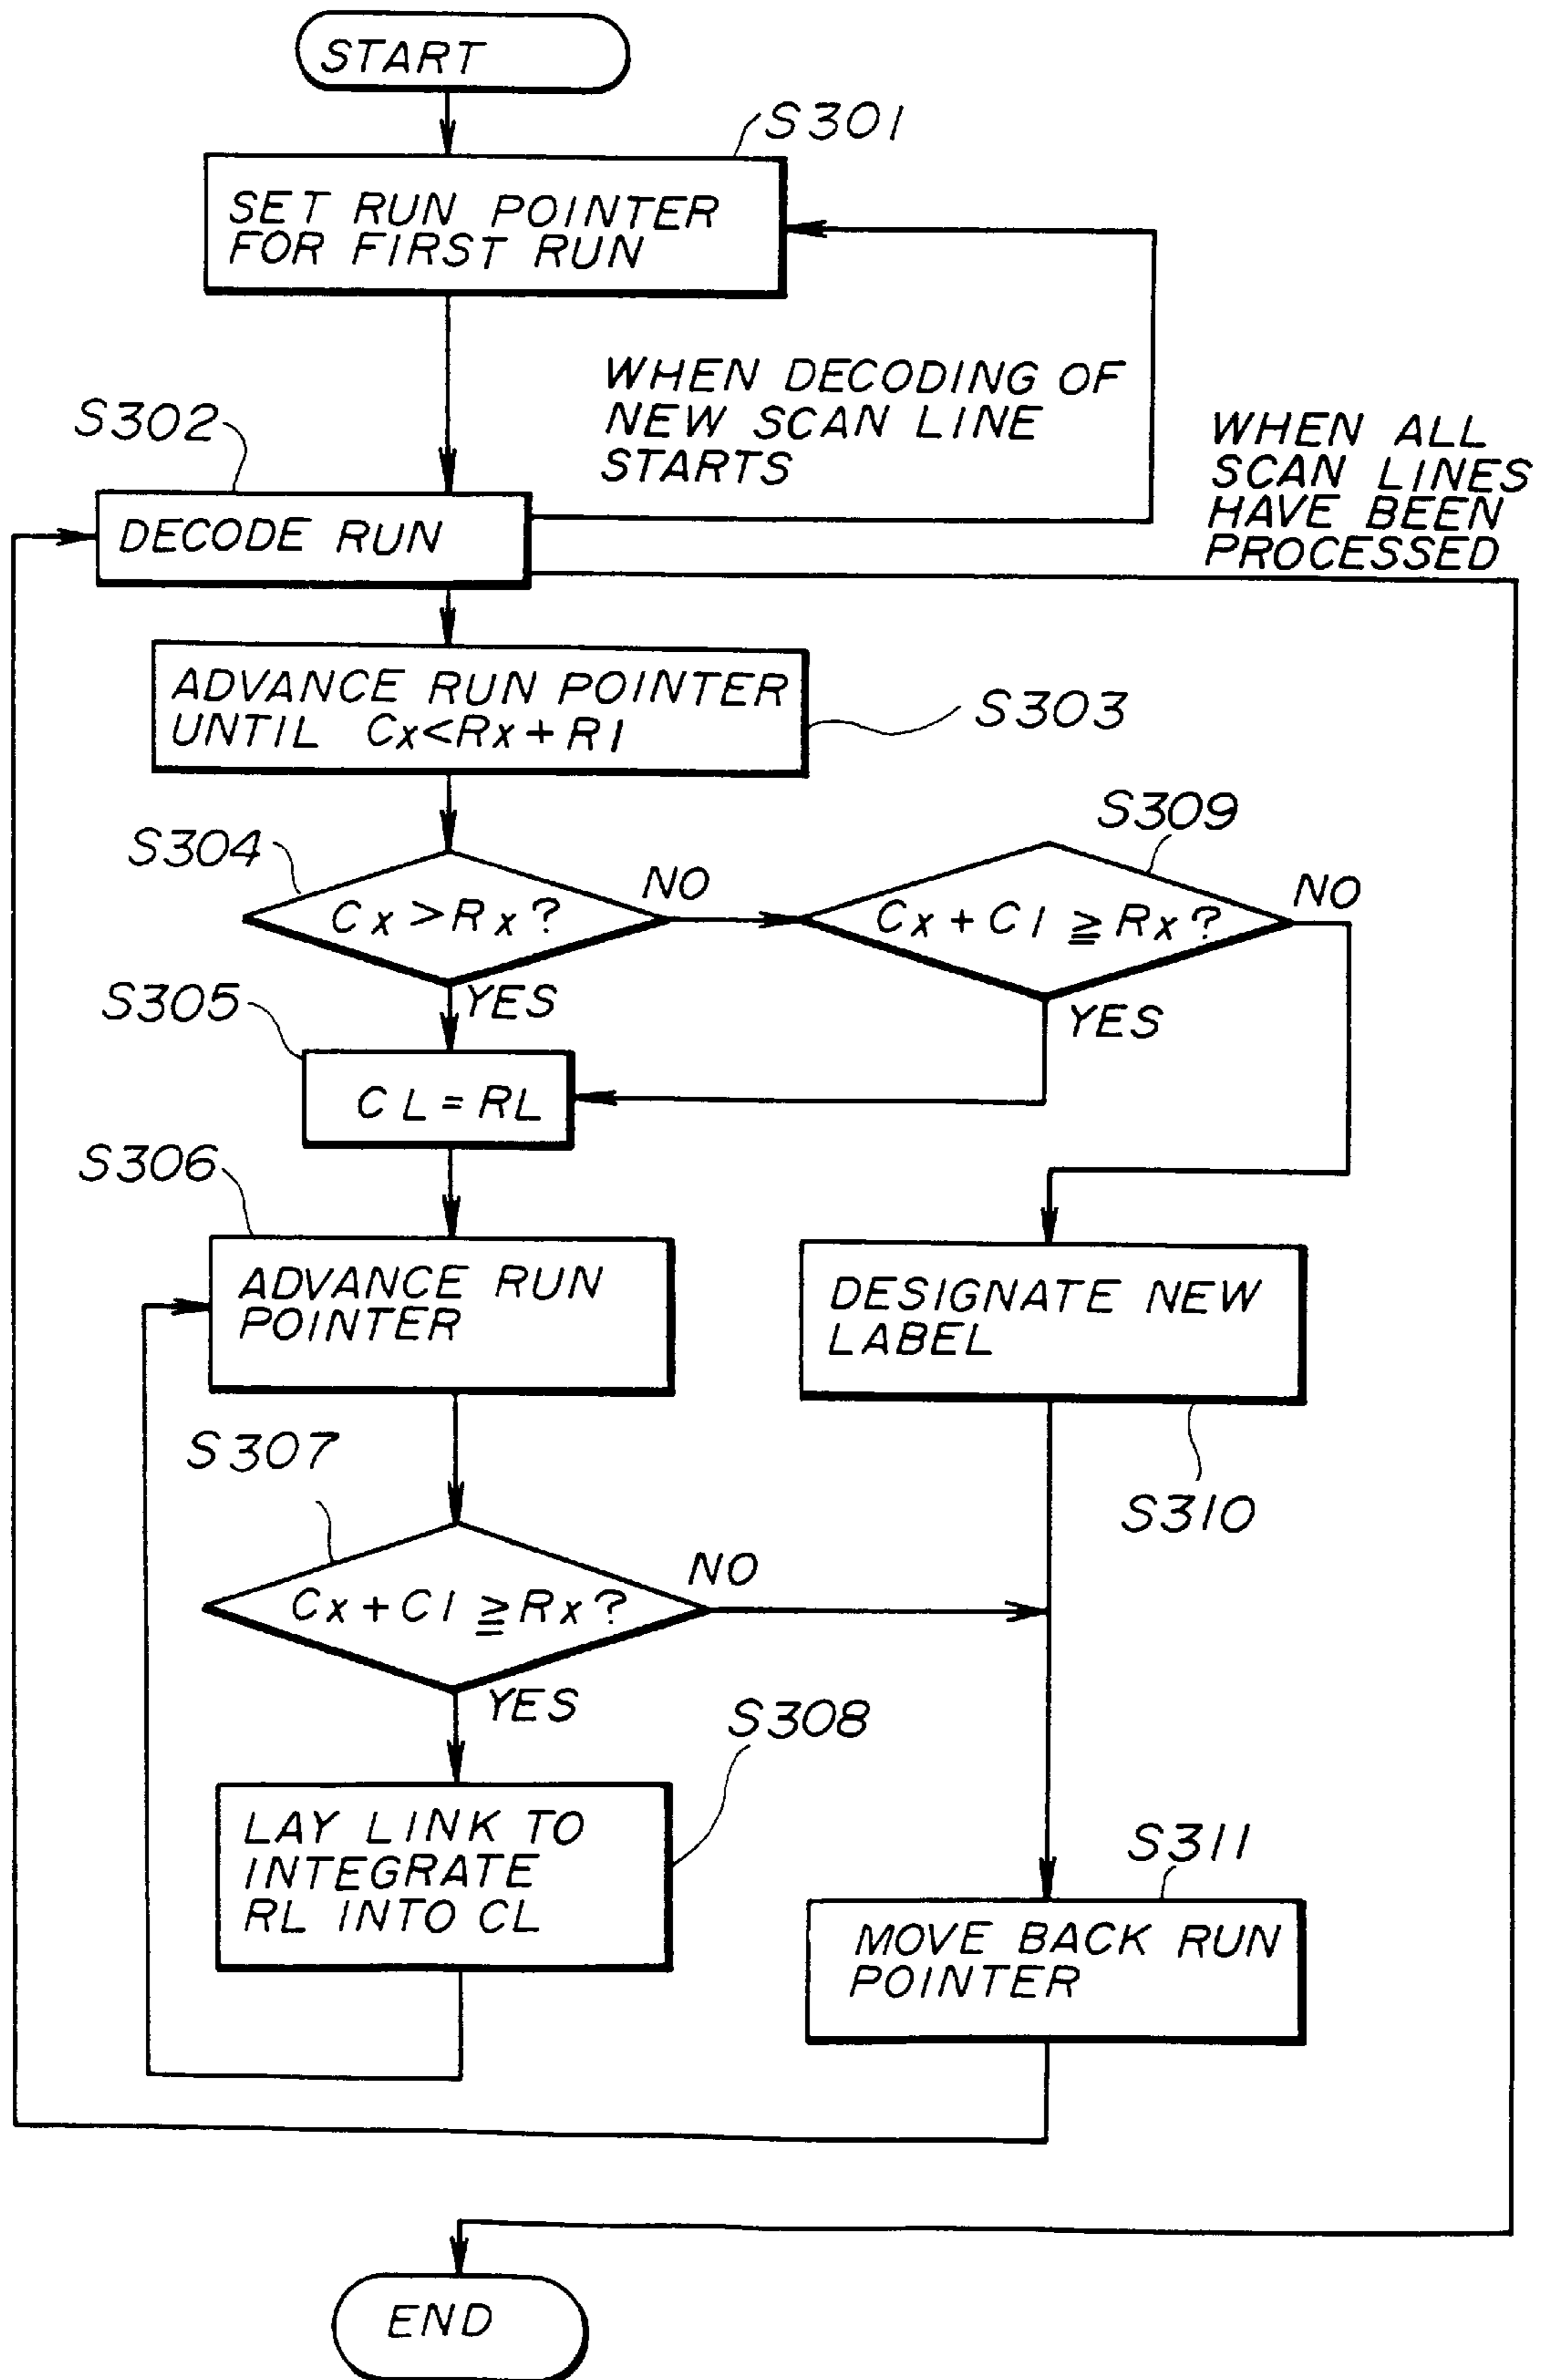 START
S301
SET RUN POINTER
FOR FIRST RUN
WHEN DECODING OF
NEW SCAN LINE
STARTS
WHEN ALL
SCAN LINES
HAVE BEEN
PROCESSED
S302
DECODE RUN
ADVANCE RUN POINTER
UNTIL Cx<Rx+Rl
S303
S304
Cx>Rx?
NO
S309
Cx+Cl≧Rx?
NO
YES
YES
S305
CL=RL
S306
ADVANCE RUN
POINTER
DESIGNATE NEW
LABEL
S310
S307
Cx+Cl≧Rx?
NO
YES
S308
LAY LINK TO
INTEGRATE
RL INTO CL
S311
MOVE BACK RUN
POINTER
END